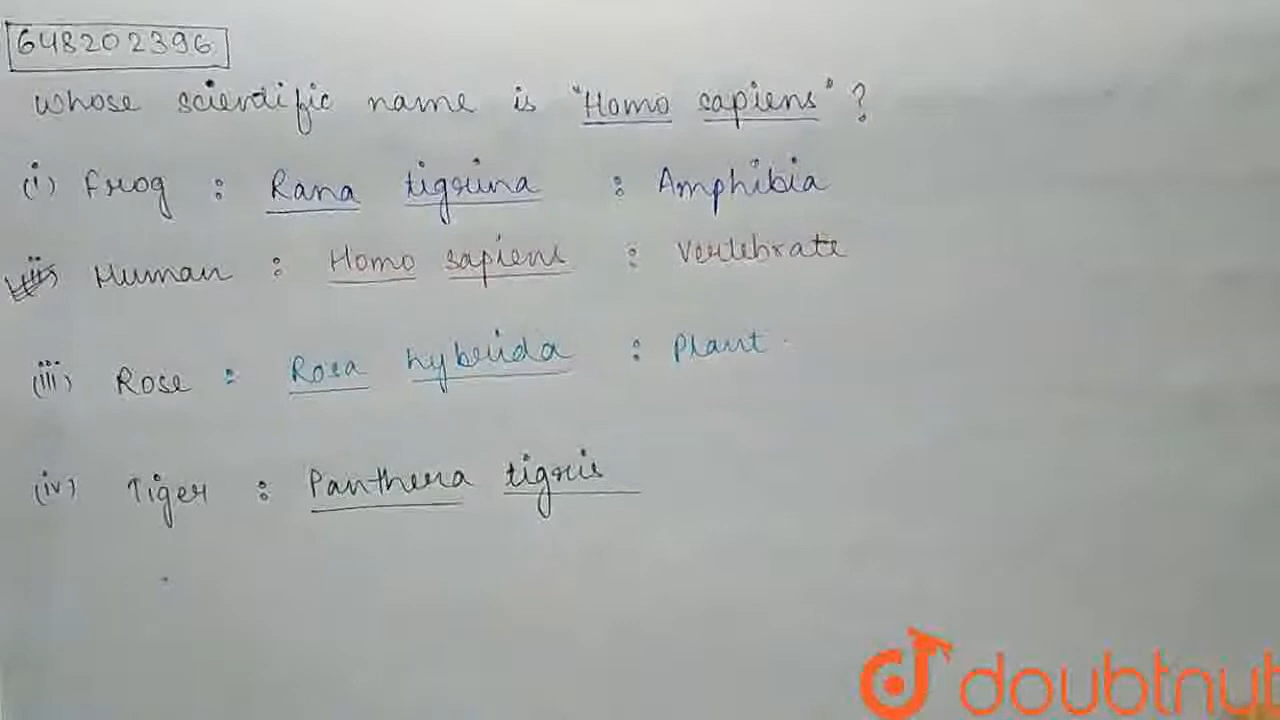 648202396
Whose scientific name is "Homo sapiens" ?
(i) Frog : Rana tigrina : Amphibia
(ii) Human : Homo sapiens : Vertebrate
(iii) Rose : Rosa hybrida : Plant.
(iv) Tiger : Panthera tigris
doubtnut